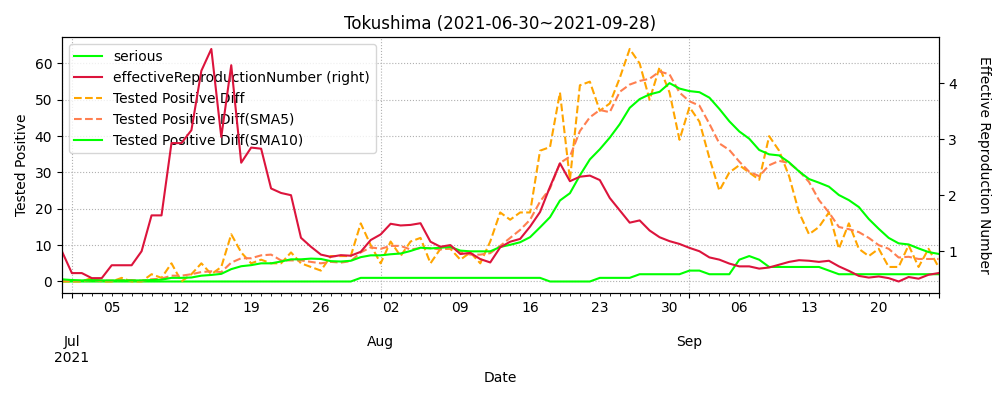 Tokushima (2021-06-30~2021-09-28)
serious
effectiveReproductionNumber (right)
Tested Positive Diff
Tested Positive Diff(SMA5)
Tested Positive Diff(SMA10)
Tested Positive
60
50
40
30
20
10
0
Effective Reproduction Number
4
3
2
1
05 12 19 26 02 09 16 23 06 13 20
Jul Aug Sep
2021
Date